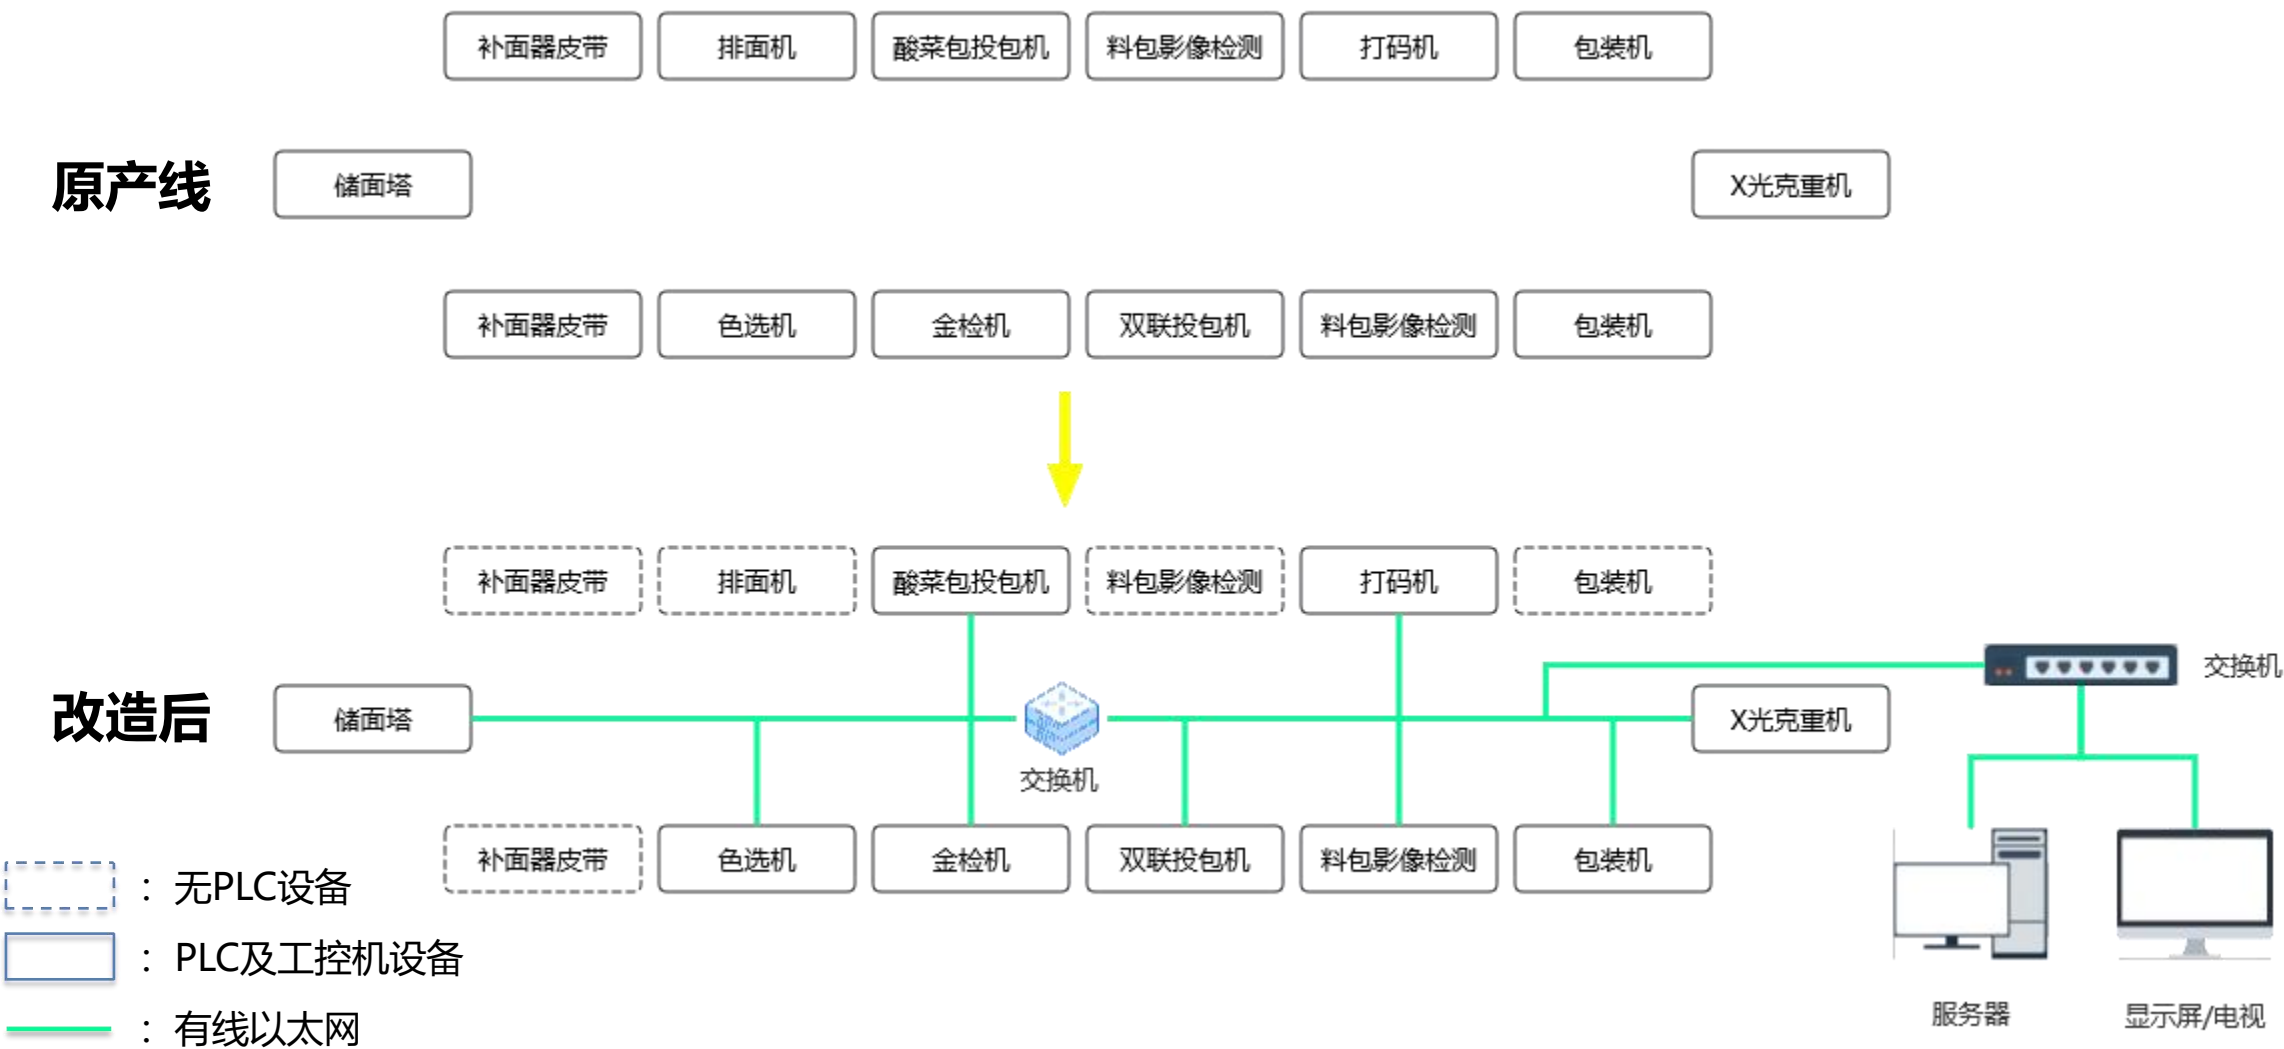 补面器皮带 排面机 酸菜包投包机 料包影像检测 打码机 包装机
原产线 储面塔 X光克重机
补面器皮带 色选机 金检机 双联投包机 料包影像检测 包装机
补面器皮带 排面机 酸菜包投包机 料包影像检测 打码机 包装机
交换机
改造后 储面塔 X光克重机
交换机
补面器皮带 色选机 金检机 双联投包机 料包影像检测 包装机
：无PLC设备
：PLC及工控机设备
服务器 显示屏/电视
：有线以太网